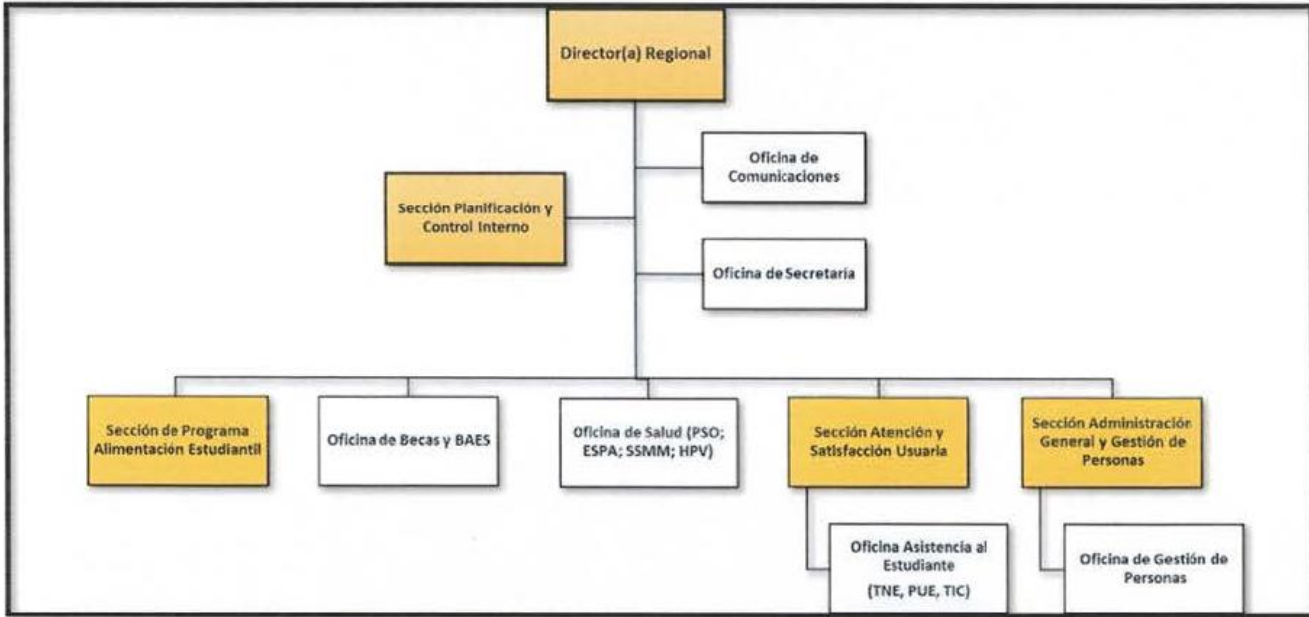 Director(a) Regional
Oficina de
Comunicaciones
Sección Planificación y
Control Interno
Oficina de Secretaría
Sección de Programa
Alimentación Estudiantil
Oficina de Becas y BAES
Oficina de Salud (PSO;
ESPA; SSMM; HPV)
Sección Atención y
Satisfacción Usuaria
Sección Administración
General y Gestión de
Personas
Oficina Asistencia al
Estudiante
(TNE, PUE, TIC)
Oficina de Gestión de
Personas